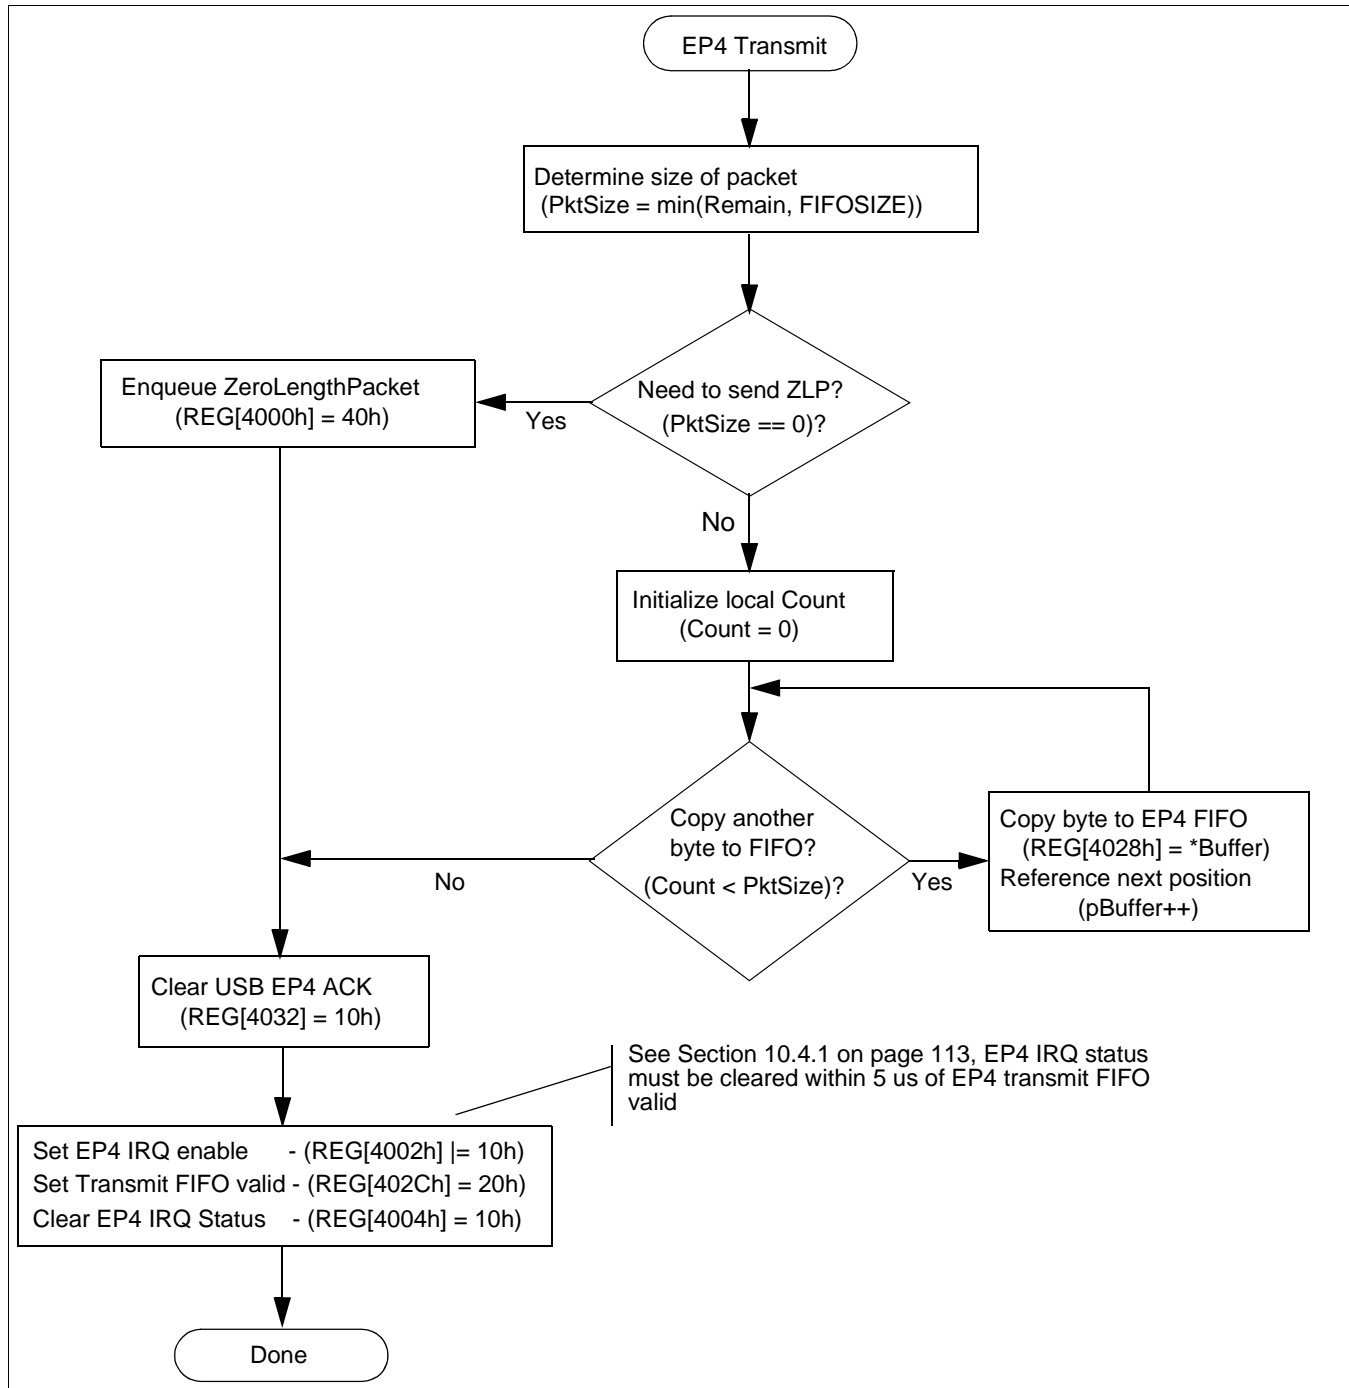 EP4 Transmit
Determine size of packet
(PktSize = min(Remain, FIFOSIZE))
Need to send ZLP?
(PktSize == 0)?
Yes
Enqueue ZeroLengthPacket
(REG[4000h] = 40h)
No
Initialize local Count
(Count = 0)
Copy another
byte to FIFO?
(Count < PktSize)?
Yes
Copy byte to EP4 FIFO
(REG[4028h] = *Buffer)
Reference next position
(pBuffer++)
No
Clear USB EP4 ACK
(REG[4032] = 10h)
See Section 10.4.1 on page 113, EP4 IRQ status
must be cleared within 5 us of EP4 transmit FIFO
valid
Set EP4 IRQ enable - (REG[4002h] |= 10h)
Set Transmit FIFO valid - (REG[402Ch] = 20h)
Clear EP4 IRQ Status - (REG[4004h] = 10h)
Done